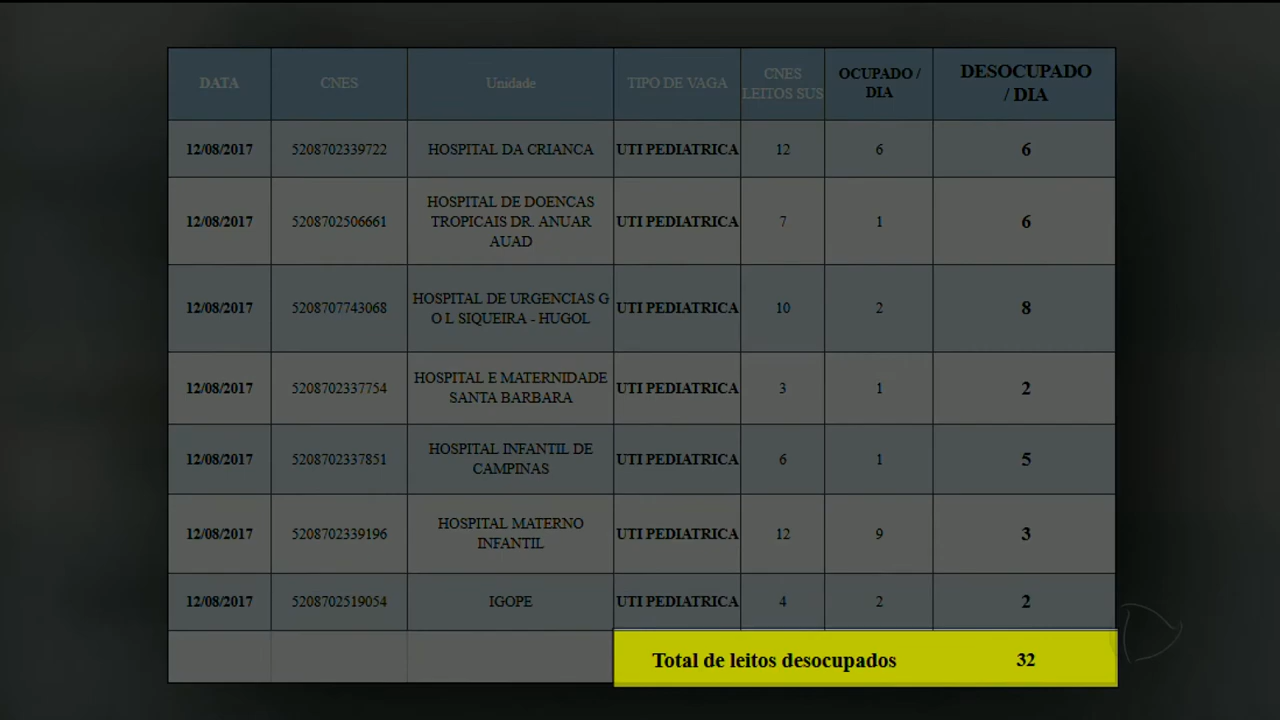 DATA CNES Unidade TIPO DE VAGA CNES LEITOS SUS OCUPADO / DIA DESOCUPADO / DIA
12/08/2017 5208702339722 HOSPITAL DA CRIANCA UTI PEDIATRICA 12 6 6
12/08/2017 5208702506661 HOSPITAL DE DOENCAS TROPICAIS DR. ANUAR AUAD UTI PEDIATRICA 7 1 6
12/08/2017 5208707743068 HOSPITAL DE URGENCIAS G O L SIQUEIRA - HUGOL UTI PEDIATRICA 10 2 8
12/08/2017 5208702337754 HOSPITAL E MATERNIDADE SANTA BARBARA UTI PEDIATRICA 3 1 2
12/08/2017 5208702337851 HOSPITAL INFANTIL DE CAMPINAS UTI PEDIATRICA 6 1 5
12/08/2017 5208702339196 HOSPITAL MATERNO INFANTIL UTI PEDIATRICA 12 9 3
12/08/2017 5208702519054 IGOPE UTI PEDIATRICA 4 2 2
Total de leitos desocupados 32